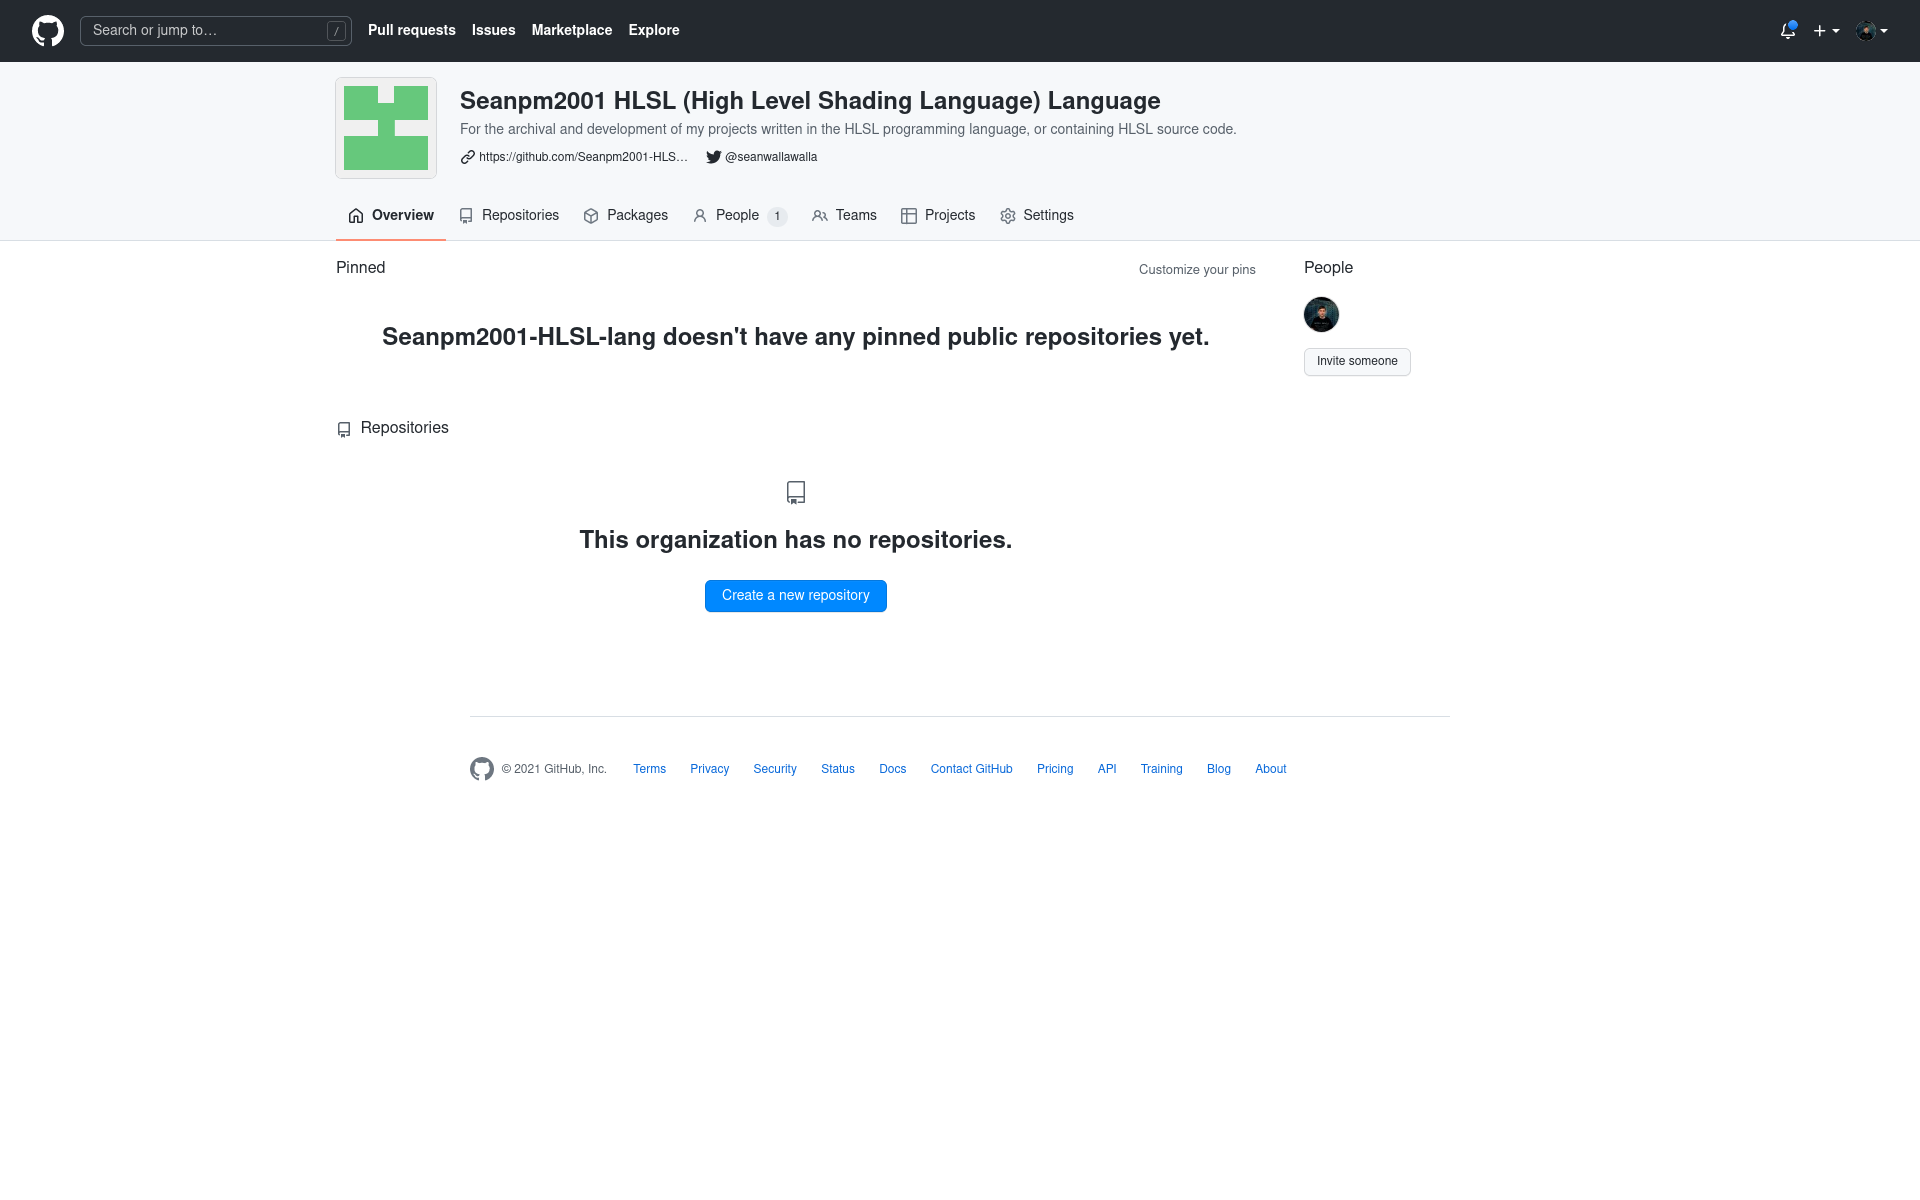 Search or jump to… /
Pull requests Issues Marketplace Explore
Seanpm2001 HLSL (High Level Shading Language) Language
For the archival and development of my projects written in the HLSL programming language, or containing HLSL source code.
https://github.com/Seanpm2001-HLS… @seanwallawalla
Overview Repositories Packages People 1 Teams Projects Settings
Pinned Customize your pins
People
Seanpm2001-HLSL-lang doesn't have any pinned public repositories yet.
Invite someone
Repositories
This organization has no repositories.
Create a new repository
© 2021 GitHub, Inc. Terms Privacy Security Status Docs Contact GitHub Pricing API Training Blog About